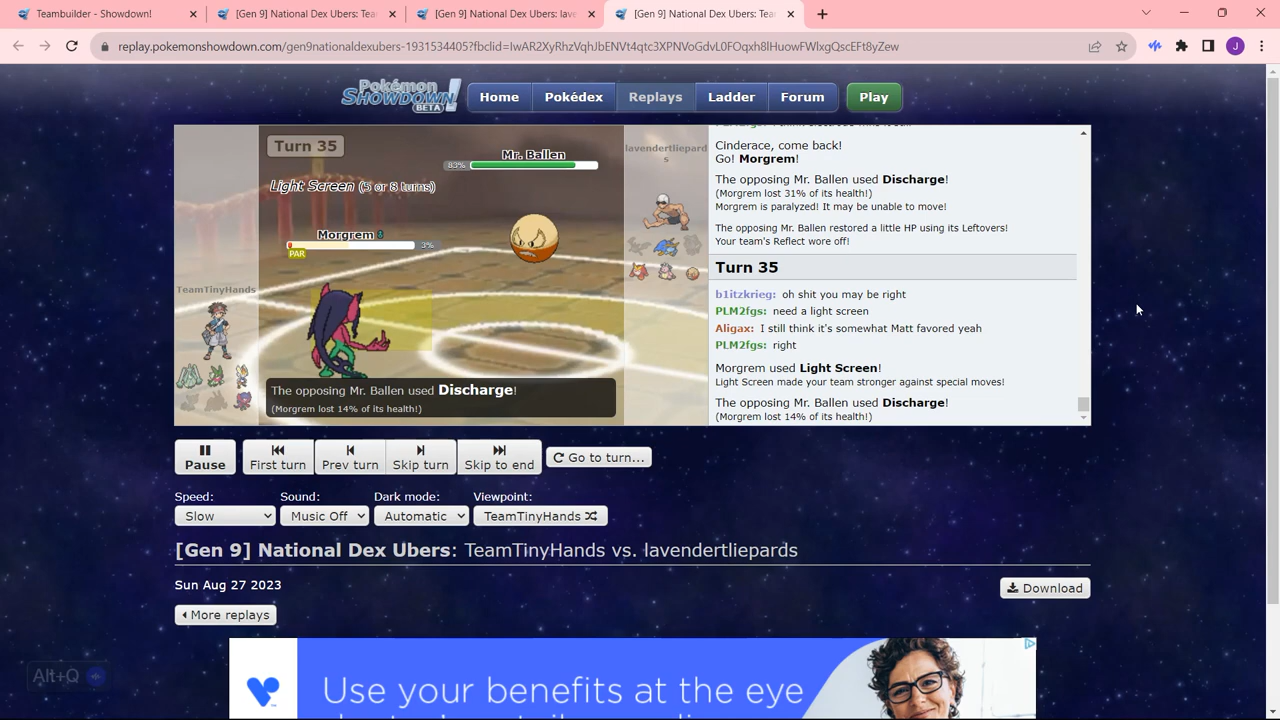 Teambuilder - Showdown!
[Gen 9] National Dex Ubers: Tea
[Gen 9] National Dex Ubers: lave
[Gen 9] National Dex Ubers: Tea
replay.pokemonshowdown.com/gen9nationaldexubers-1931534405?fbclid=IwAR2XyRhzVqhJbENVt4qtc3XPNVoGdvL0FOqxh8IHuowFWlxgQscEFt8yZew
J
Pokémon
Showdown!
BETA
Home
Pokédex
Replays
Ladder
Forum
Play
Turn 35
Mr. Ballen
83%
Light Screen (5 or 8 turns)
Morgrem
3%
PAR
TeamTinyHands
lavendertliepard
s
The opposing Mr. Ballen used Discharge!
(Morgrem lost 14% of its health!)
Cinderace, come back!
Go! Morgrem!
The opposing Mr. Ballen used Discharge!
(Morgrem lost 31% of its health!)
Morgrem is paralyzed! It may be unable to move!
The opposing Mr. Ballen restored a little HP using its Leftovers!
Your team's Reflect wore off!
Turn 35
b1itzkrieg: oh shit you may be right
PLM2fgs: need a light screen
Aligax: I still think it's somewhat Matt favored yeah
PLM2fgs: right
Morgrem used Light Screen!
Light Screen made your team stronger against special moves!
The opposing Mr. Ballen used Discharge!
(Morgrem lost 14% of its health!)
Pause
First turn
Prev turn
Skip turn
Skip to end
Go to turn...
Speed:
Slow
Sound:
Music Off
Dark mode:
Automatic
Viewpoint:
TeamTinyHands
[Gen 9] National Dex Ubers: TeamTinyHands vs. lavendertliepards
Sun Aug 27 2023
Download
More replays
Alt+Q
Use your benefits at the eye